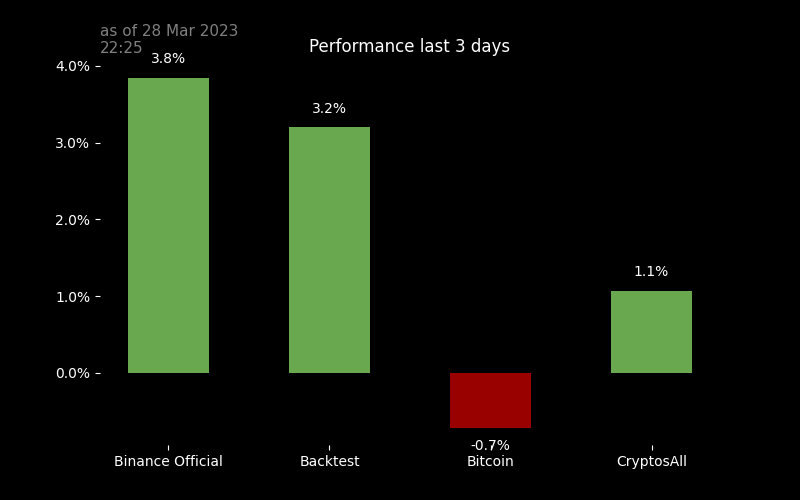 as of 28 Mar 2023
22:25
Performance last 3 days
4.0%
3.0%
2.0%
1.0%
0.0%
3.8%
3.2%
-0.7%
1.1%
Binance Official
Backtest
Bitcoin
CryptosAll